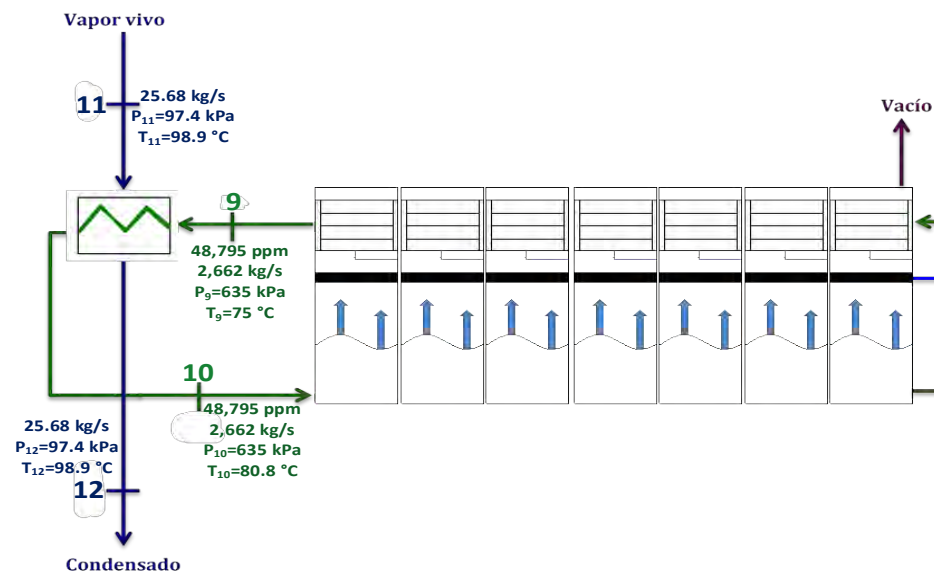 Vapor vivo
11
25.68 kg/s
P₁₁=97.4 kPa
T₁₁=98.9 °C
Vacío
9
48,795 ppm
2,662 kg/s
P₉=635 kPa
T₉=75 °C
10
48,795 ppm
2,662 kg/s
P₁₀=635 kPa
T₁₀=80.8 °C
25.68 kg/s
P₁₂=97.4 kPa
T₁₂=98.9 °C
12
Condensado